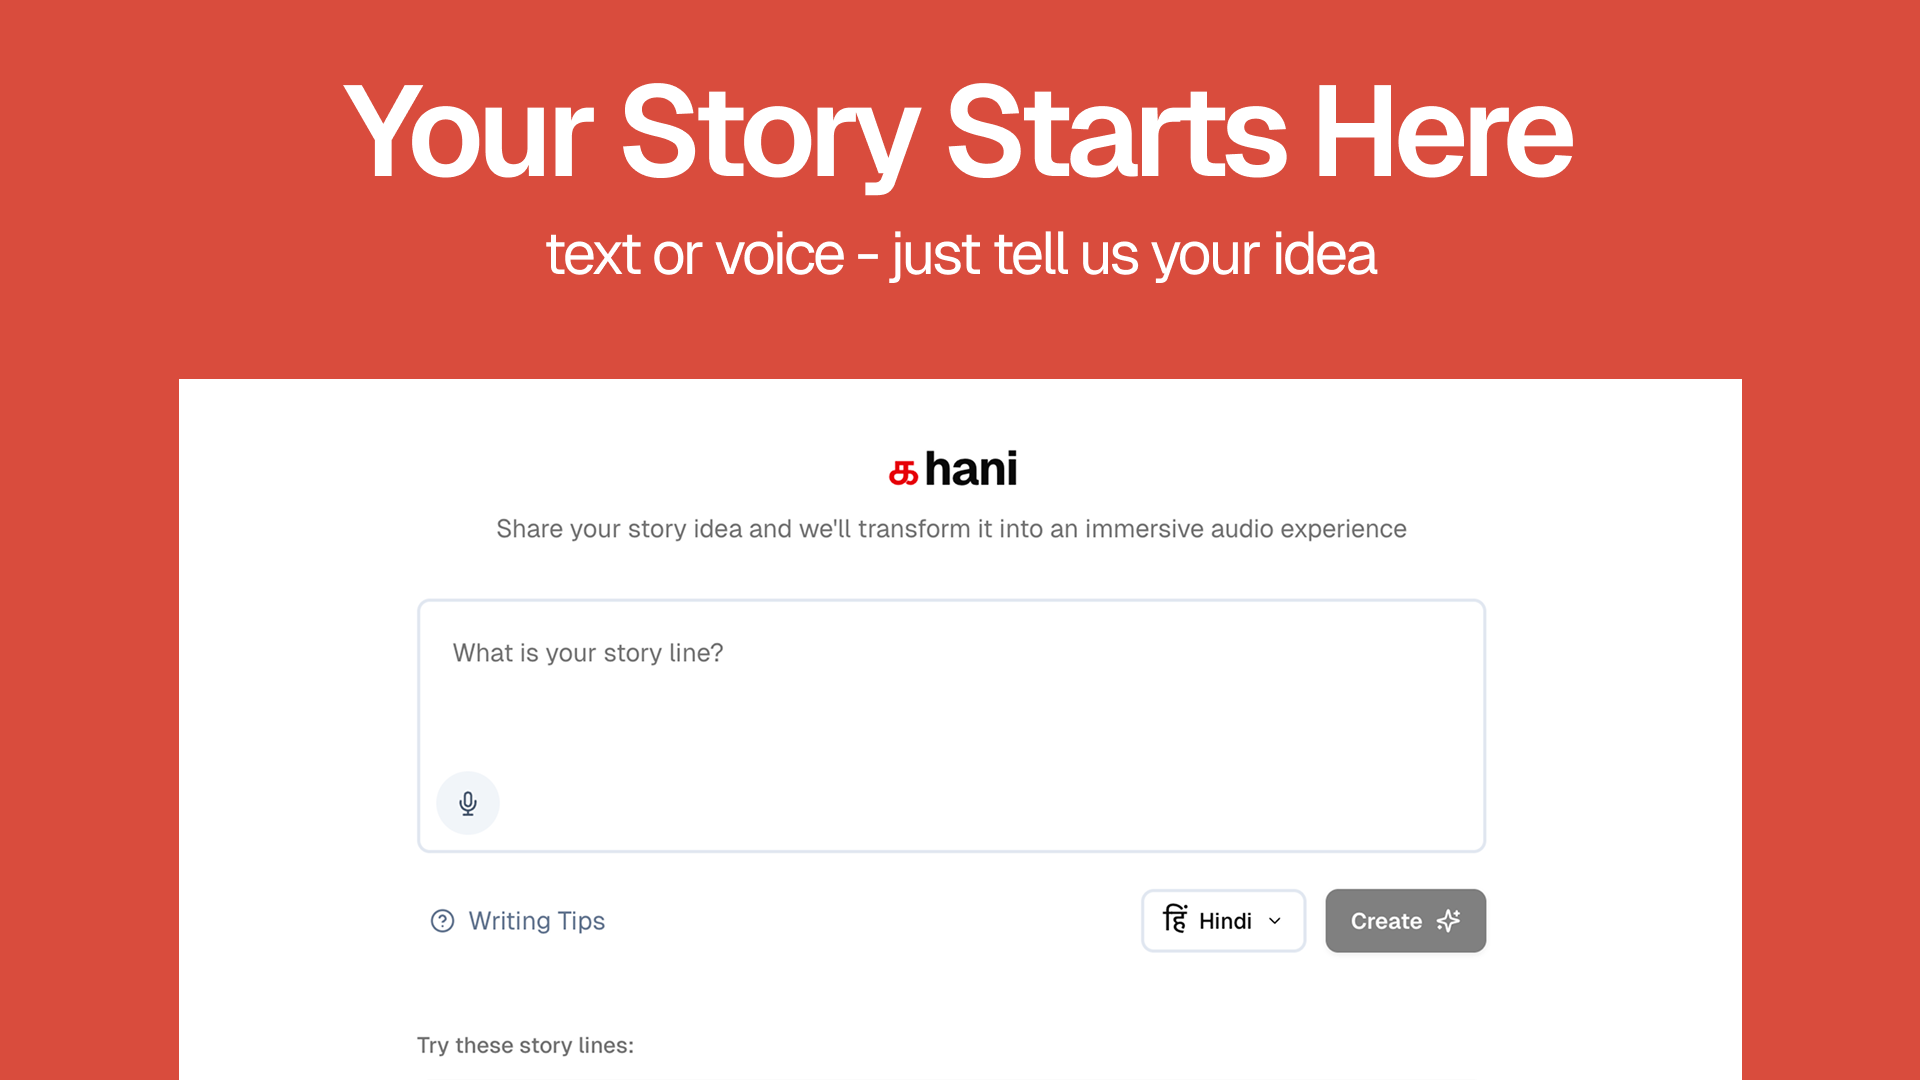 Your Story Starts Here
text or voice - just tell us your idea
க hani
Share your story idea and we'll transform it into an immersive audio experience
What is your story line?
Writing Tips
हिं Hindi
Create
Try these story lines: